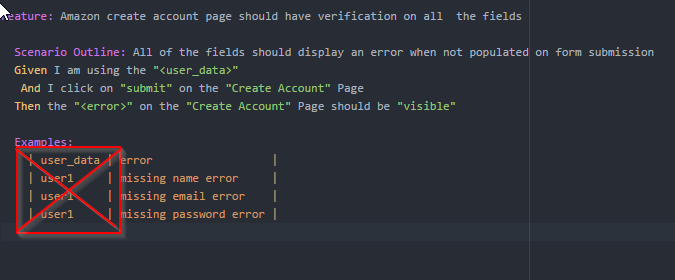 eature: Amazon create account page should have verification on all  the fields
Scenario Outline: All of the fields should display an error when not populated on form submission
Given I am using the "<user_data>"
And I click on "submit" on the "Create Account" Page
Then the "<error>" on the "Create Account" Page should be "visible"
Examples:
| user_data | error |
| user1 | missing name error |
| user1 | missing email error |
| user1 | missing password error |